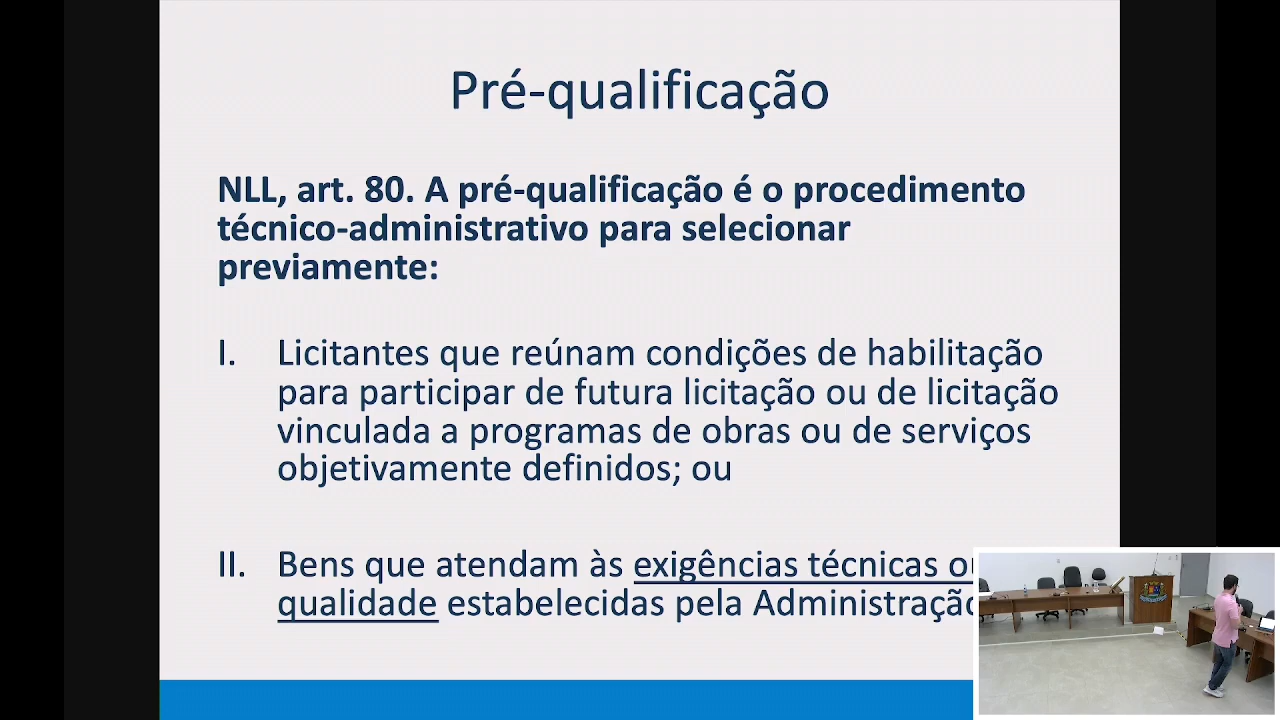 Pré-qualificação
NLL, art. 80. A pré-qualificação é o procedimento
técnico-administrativo para selecionar
previamente:
I. Licitantes que reúnam condições de habilitação
para participar de futura licitação ou de licitação
vinculada a programas de obras ou de serviços
objetivamente definidos; ou
II. Bens que atendam às exigências técnicas
qualidade estabelecidas pela